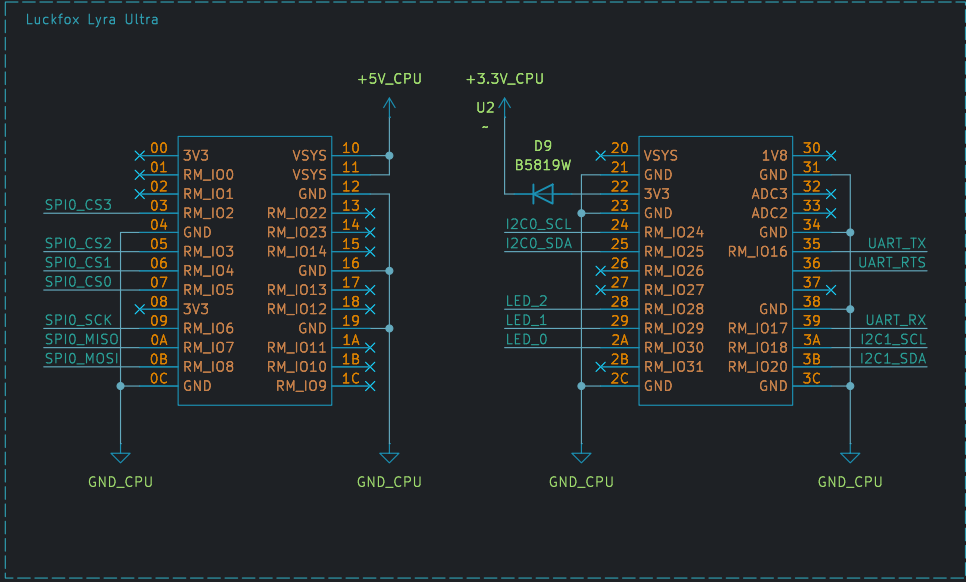 Luckfox Lyra Ultra
+5V_CPU
+3.3V_CPU
U2
~
D9
B5819W
00 3V3 VSYS 10
01 RM_IO0 VSYS 11
02 RM_IO1 GND 12
SPI0_CS3 03 RM_IO2 RM_IO22 13
04 GND RM_IO23 14
SPI0_CS2 05 RM_IO3 RM_IO14 15
SPI0_CS1 06 RM_IO4 GND 16
SPI0_CS0 07 RM_IO5 RM_IO13 17
08 3V3 RM_IO12 18
SPI0_SCK 09 RM_IO6 GND 19
SPI0_MISO 0A RM_IO7 RM_IO11 1A
SPI0_MOSI 0B RM_IO8 RM_IO10 1B
0C GND RM_IO9 1C
GND_CPU
GND_CPU
20 VSYS 1V8 30
21 GND GND 31
22 3V3 ADC3 32
23 GND ADC2 33
I2C0_SCL 24 RM_IO24 GND 34
I2C0_SDA 25 RM_IO25 RM_IO16 35 UART_TX
26 RM_IO26 36 UART_RTS
27 RM_IO27 37
LED_2 28 RM_IO28 GND 38
LED_1 29 RM_IO29 RM_IO17 39 UART_RX
LED_0 2A RM_IO30 RM_IO18 3A I2C1_SCL
2B RM_IO31 RM_IO20 3B I2C1_SDA
2C GND GND 3C
GND_CPU
GND_CPU